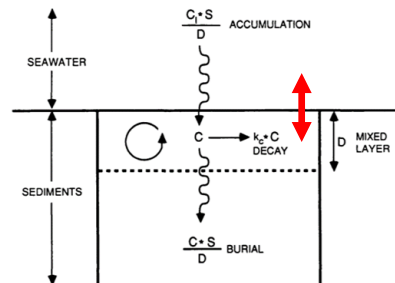 C_I * S
D
ACCUMULATION
SEAWATER
C
k_c * C
DECAY
D
MIXED
LAYER
SEDIMENTS
C * S
D
BURIAL